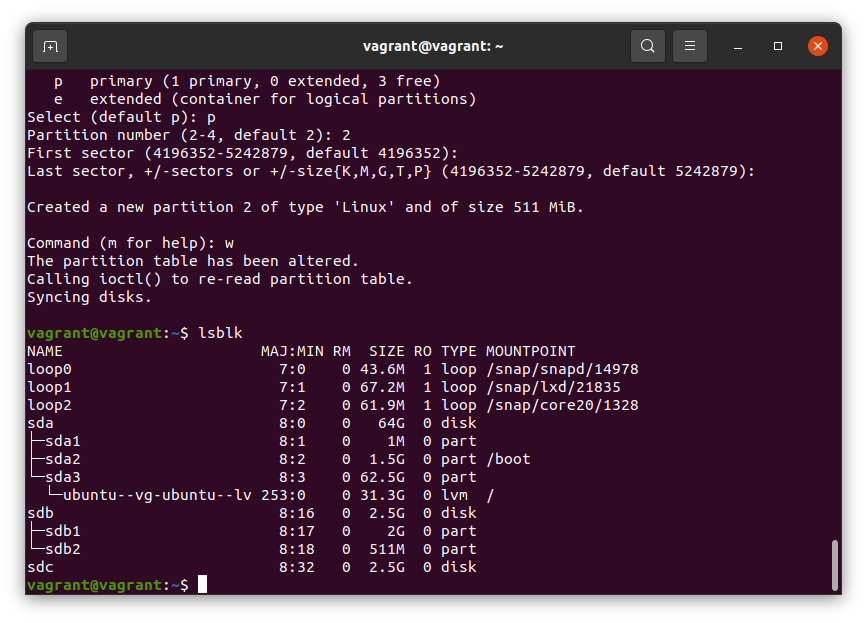 vagrant@vagrant: ~
   p   primary (1 primary, 0 extended, 3 free)
   e   extended (container for logical partitions)
Select (default p): p
Partition number (2-4, default 2): 2
First sector (4196352-5242879, default 4196352):
Last sector, +/-sectors or +/-size{K,M,G,T,P} (4196352-5242879, default 5242879):
Created a new partition 2 of type 'Linux' and of size 511 MiB.
Command (m for help): w
The partition table has been altered.
Calling ioctl() to re-read partition table.
Syncing disks.
vagrant@vagrant:~$ lsblk
NAME                      MAJ:MIN RM  SIZE RO TYPE MOUNTPOINT
loop0                       7:0    0 43.6M  1 loop /snap/snapd/14978
loop1                       7:1    0 67.2M  1 loop /snap/lxd/21835
loop2                       7:2    0 61.9M  1 loop /snap/core20/1328
sda                         8:0    0   64G  0 disk
├─sda1                      8:1    0    1M  0 part
├─sda2                      8:2    0  1.5G  0 part /boot
└─sda3                      8:3    0 62.5G  0 part
  └─ubuntu--vg-ubuntu--lv 253:0    0 31.3G  0 lvm  /
sdb                         8:16   0  2.5G  0 disk
├─sdb1                      8:17   0    2G  0 part
└─sdb2                      8:18   0  511M  0 part
sdc                         8:32   0  2.5G  0 disk
vagrant@vagrant:~$